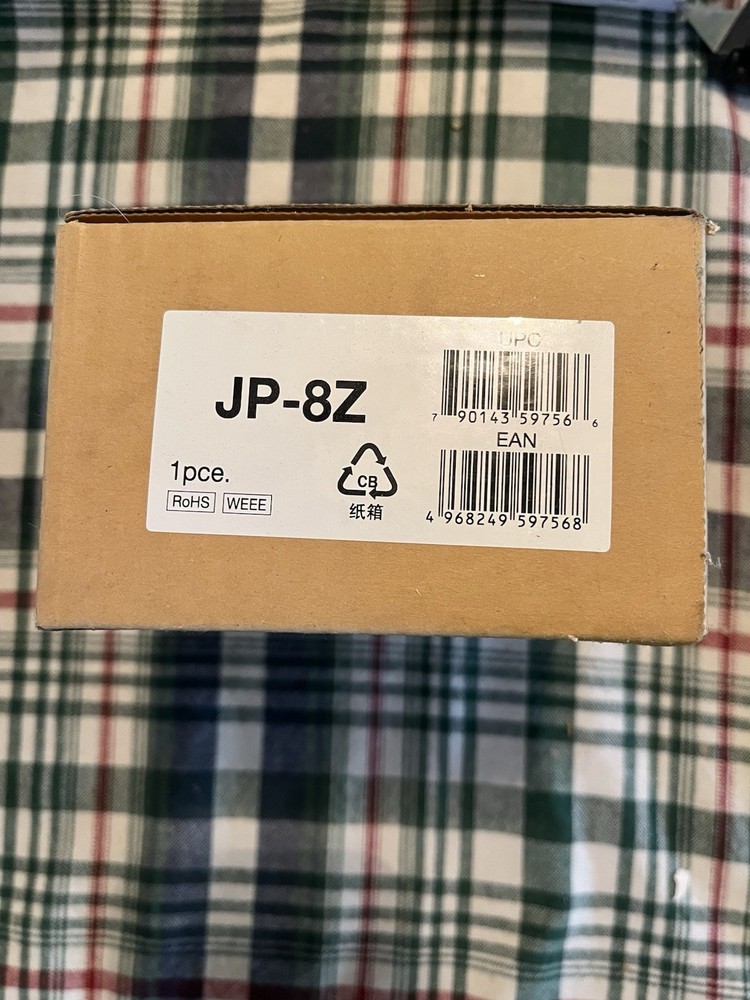 JP-8Z
1pce.
RoHS WEEE
CB
纸箱
UPC
7 90143 59756 6
EAN
4 968249 597568